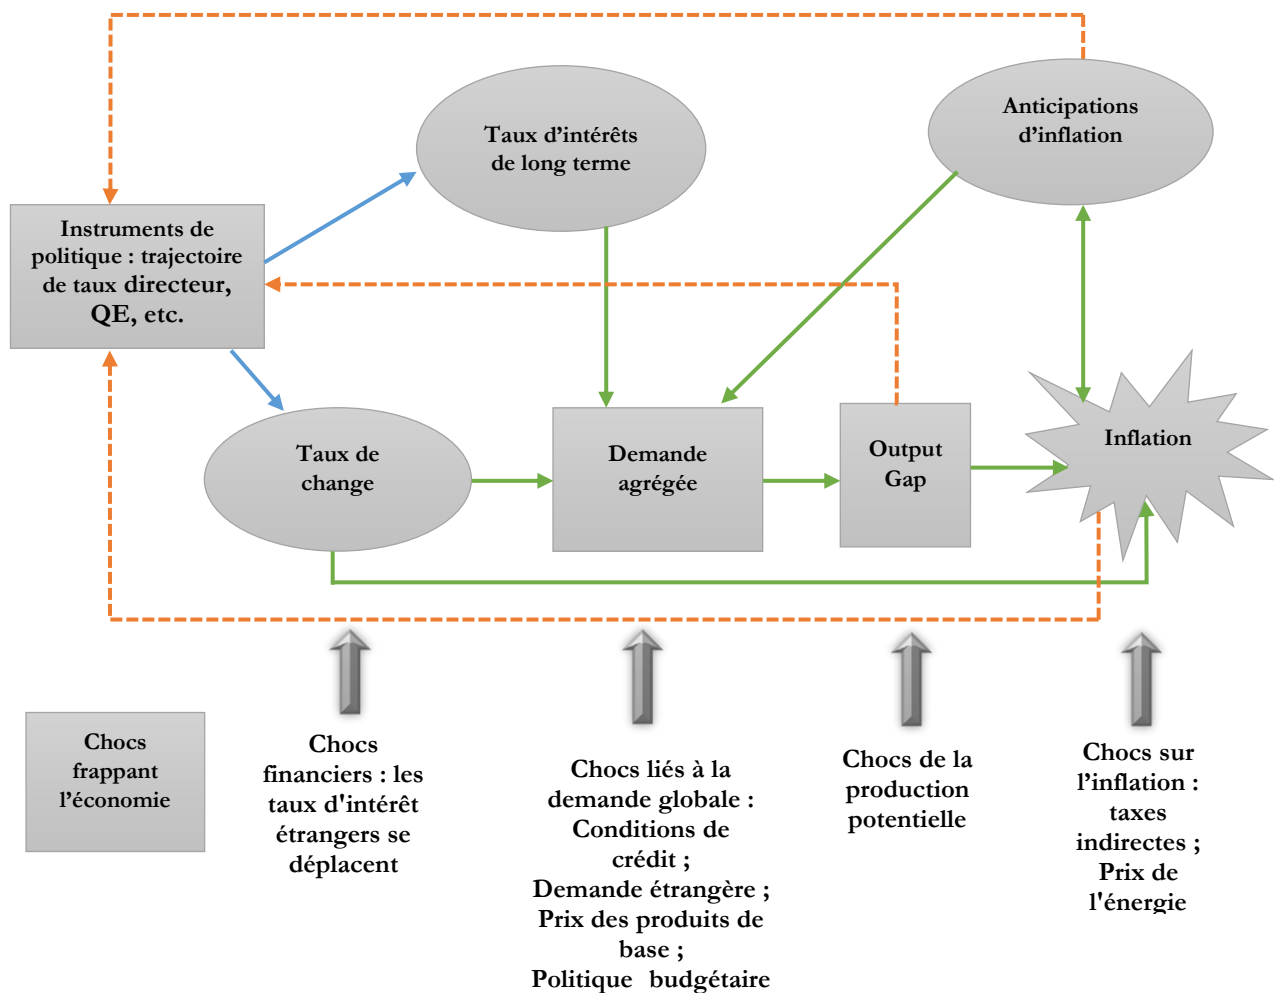 Taux d'intérêts
de long terme
Anticipations
d'inflation
Instruments de
politique : trajectoire
de taux directeur,
QE, etc.
Taux de
change
Demande
agrégée
Output
Gap
Inflation
Chocs
frappant
l'économie
Chocs
financiers : les
taux d'intérêt
étrangers se
déplacent
Chocs liés à la
demande globale :
Conditions de
crédit ;
Demande étrangère ;
Prix des produits de
base ;
Politique budgétaire
Chocs de la
production
potentielle
Chocs sur
l'inflation :
taxes
indirectes ;
Prix de
l'énergie